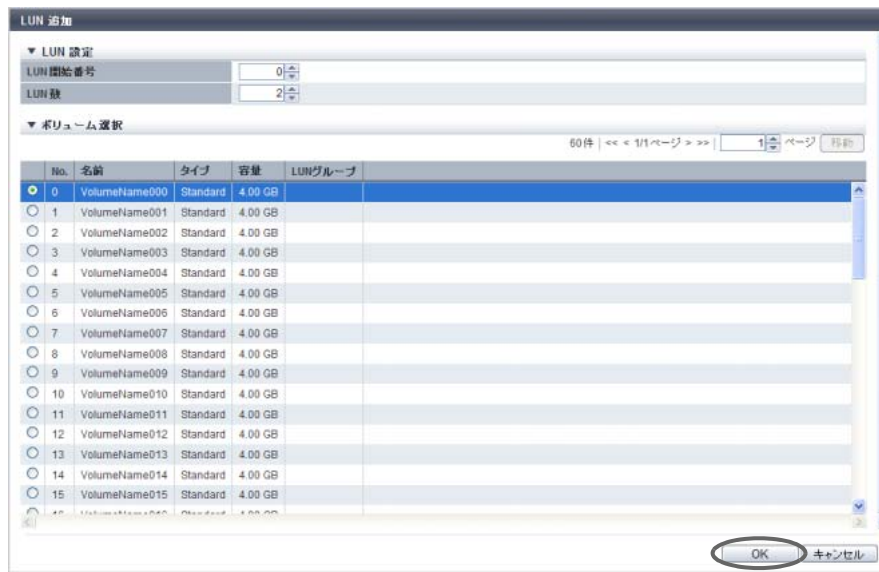 LUN 追加
▼ LUN 設定
LUN開始番号 0
LUN 数 2
▼ ボリューム選択
60件 | << < 1/1ページ > >> | 1 ページ 移動
No. 名前 タイプ 容量 LUNグループ
0 VolumeName000 Standard 4.00 GB
1 VolumeName001 Standard 4.00 GB
2 VolumeName002 Standard 4.00 GB
3 VolumeName003 Standard 4.00 GB
4 VolumeName004 Standard 4.00 GB
5 VolumeName005 Standard 4.00 GB
6 VolumeName006 Standard 4.00 GB
7 VolumeName007 Standard 4.00 GB
8 VolumeName008 Standard 4.00 GB
9 VolumeName009 Standard 4.00 GB
10 VolumeName010 Standard 4.00 GB
11 VolumeName011 Standard 4.00 GB
12 VolumeName012 Standard 4.00 GB
13 VolumeName013 Standard 4.00 GB
14 VolumeName014 Standard 4.00 GB
15 VolumeName015 Standard 4.00 GB
OK キャンセル